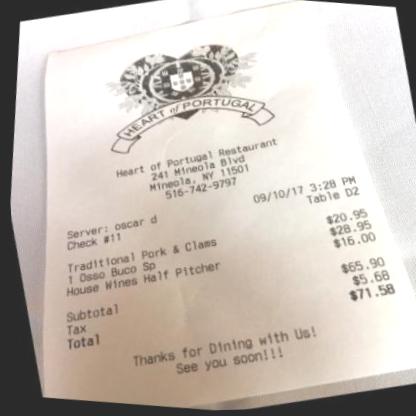 HEART of PORTUGAL
Heart of Portugal Restaurant
241 Mineola Blvd
Mineola, NY 11501
516-742-9797
09/10/17 3:28 PM
Server: oscar d Table D2
Check #11
Traditional Pork & Clams $20.95
1 Osso Buco Sp $28.95
House Wines Half Pitcher $16.00
Subtotal $65.90
Tax $5.68
Total $71.58
Thanks for Dining with Us!
See you soon!!!